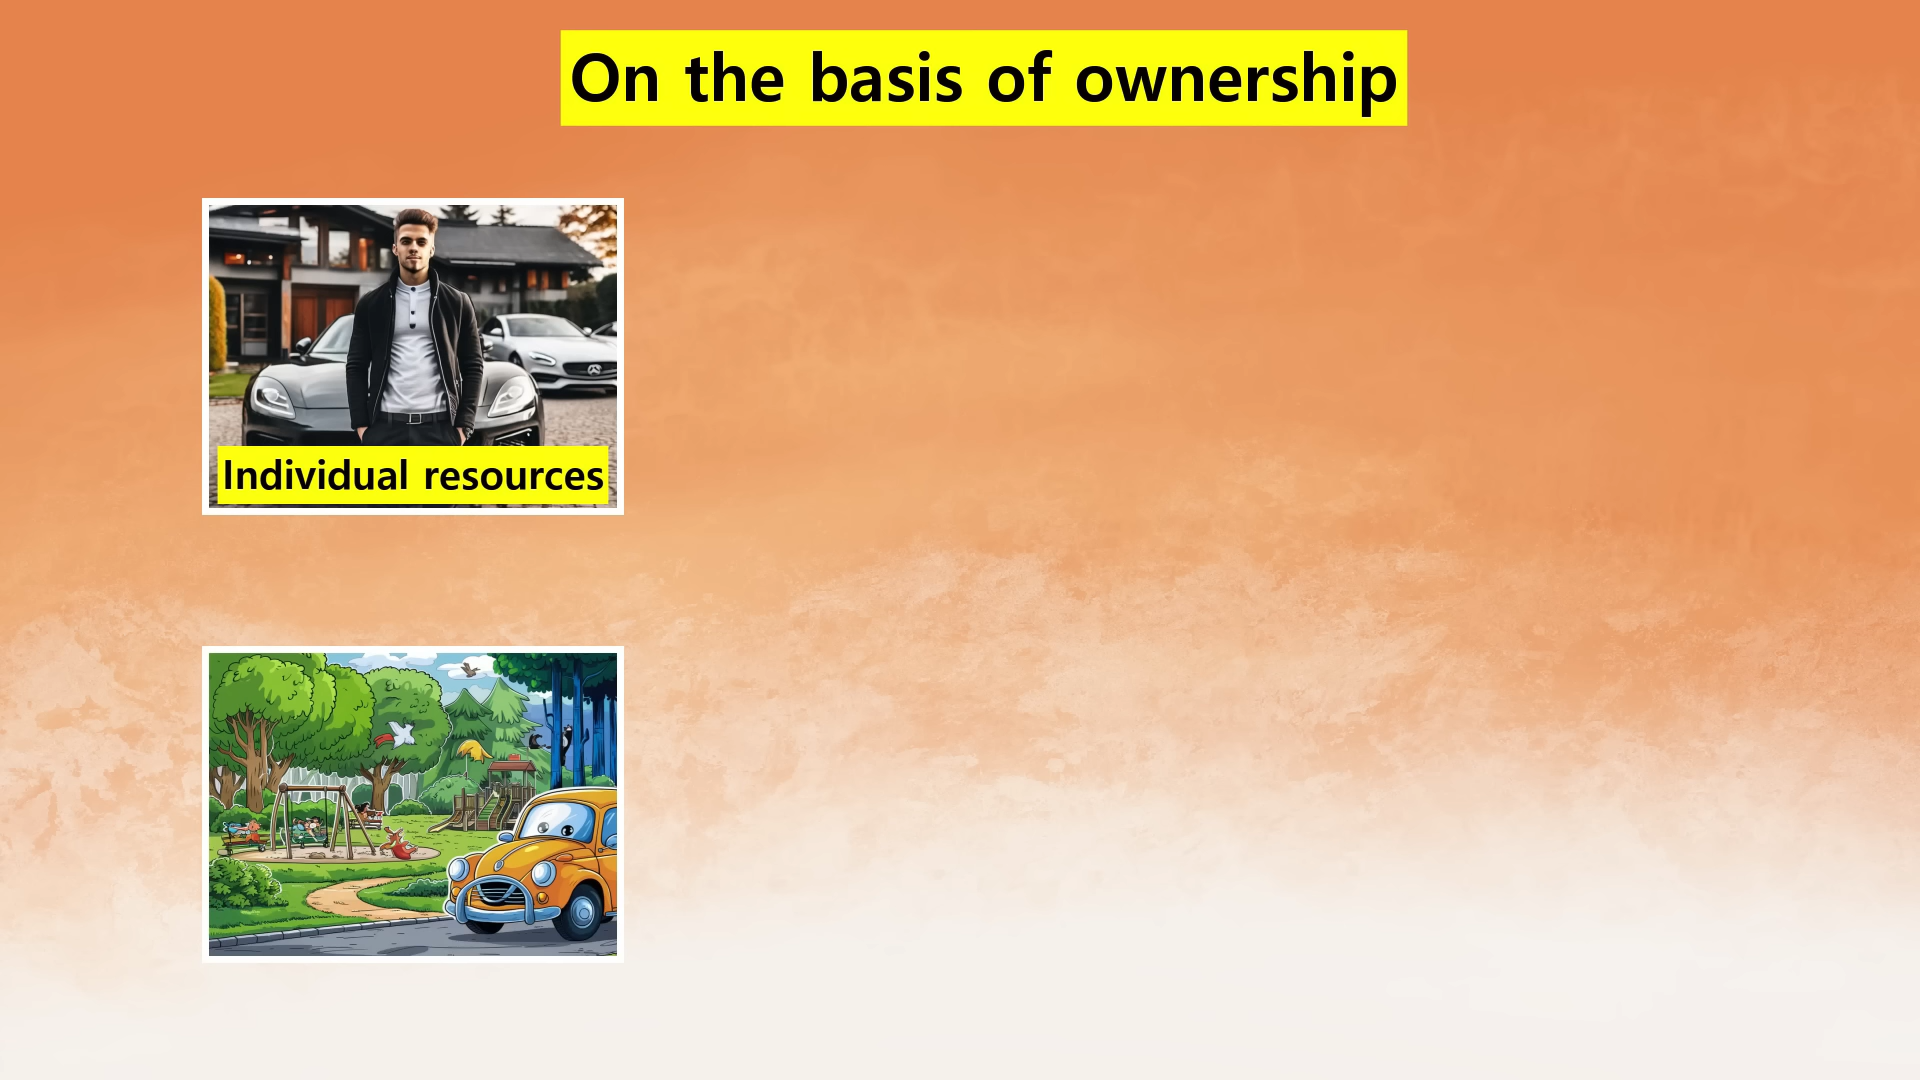 On the basis of ownership
Individual resources